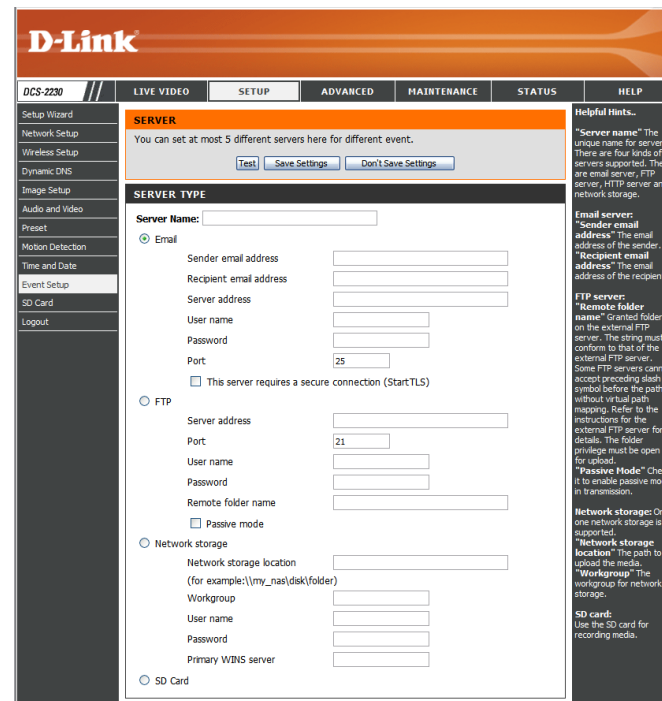 D-Link
DCS-2230
LIVE VIDEO
SETUP
ADVANCED
MAINTENANCE
STATUS
HELP
Setup Wizard
Network Setup
Wireless Setup
Dynamic DNS
Image Setup
Audio and Video
Preset
Motion Detection
Time and Date
Event Setup
SD Card
Logout
SERVER
You can set at most 5 different servers here for different event.
Test Save Settings Don't Save Settings
SERVER TYPE
Server Name:
Email
Sender email address
Recipient email address
Server address
User name
Password
Port 25
This server requires a secure connection (StartTLS)
FTP
Server address
Port 21
User name
Password
Remote folder name
Passive mode
Network storage
Network storage location
(for example:\\my_nas\disk\folder)
Workgroup
User name
Password
Primary WINS server
SD Card
Helpful Hints..
"Server name" The
unique name for server
There are four kinds of
servers supported.
are email server, FTP
server, HTTP server
network storage.
Email server:
"Sender email
address" The email
address of the sender.
"Recipient email
address" The email
address of the
FTP server:
"Remote folder
name" Granted folder
on the external FTP
server. The string must
conform to that of the
external FTP server.
Some FTP servers
accept preceding slash
symbol before the path
without virtual path
mapping. Refer to the
instructions for the
external FTP server for
details. The folder
privilege must be open
for upload.
"Passive Mode"
it to enable passive
in transmission.
Network storage:
one network storage is
supported.
"Network storage
location" The path to
upload the media.
"Workgroup" The
workgroup for network
storage.
SD card:
Use the SD card for
recording media.